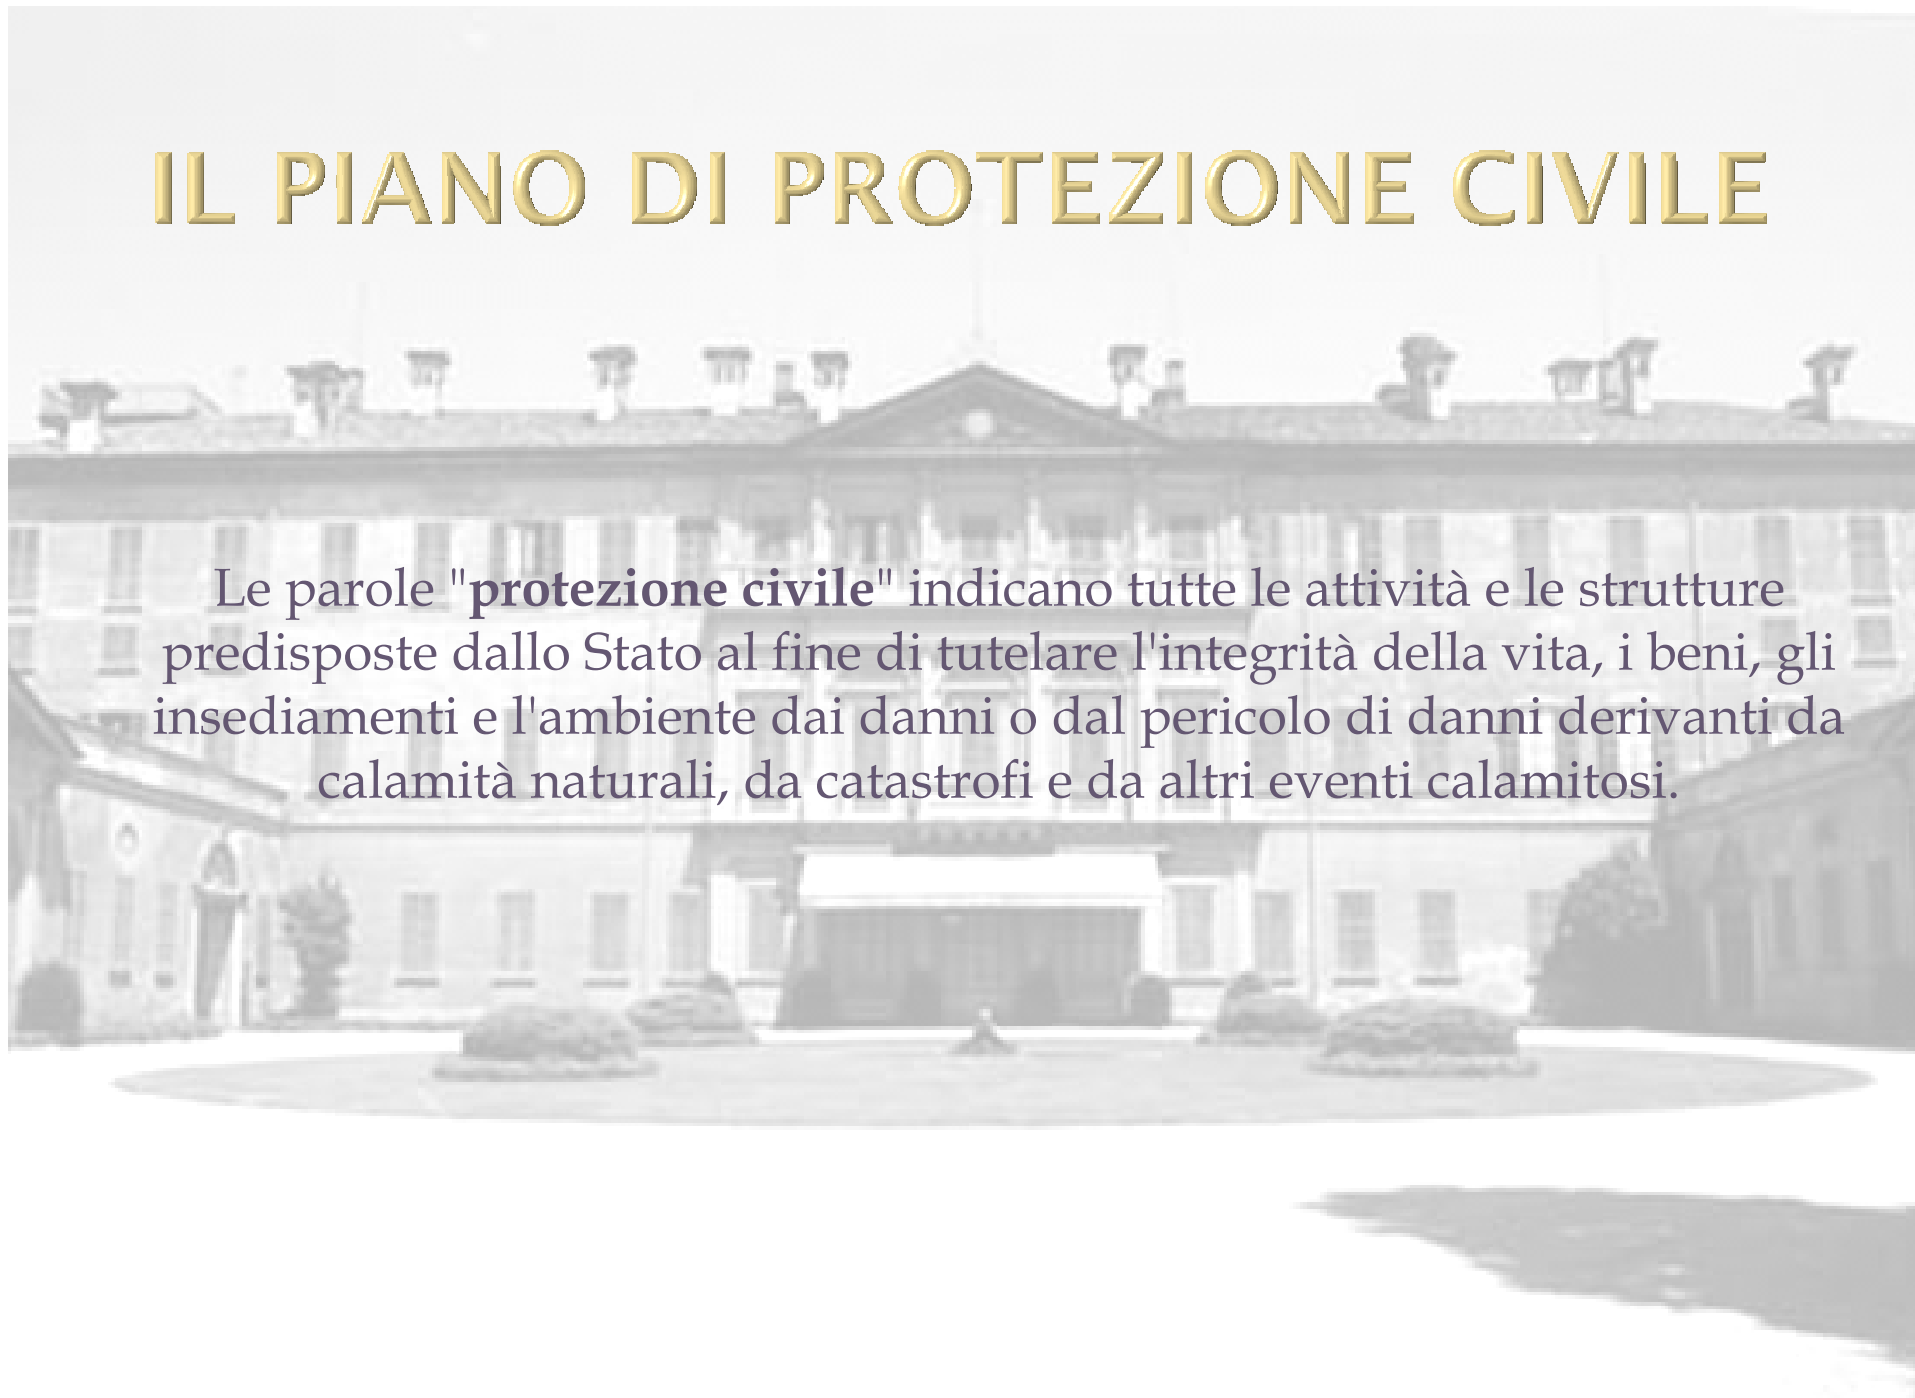 IL PIANO DI PROTEZIONE CIVILE
Le parole "protezione civile" indicano tutte le attività e le strutture
predisposte dallo Stato al fine di tutelare l'integrità della vita, i beni, gli
insediamenti e l'ambiente dai danni o dal pericolo di danni derivanti da
calamità naturali, da catastrofi e da altri eventi calamitosi.